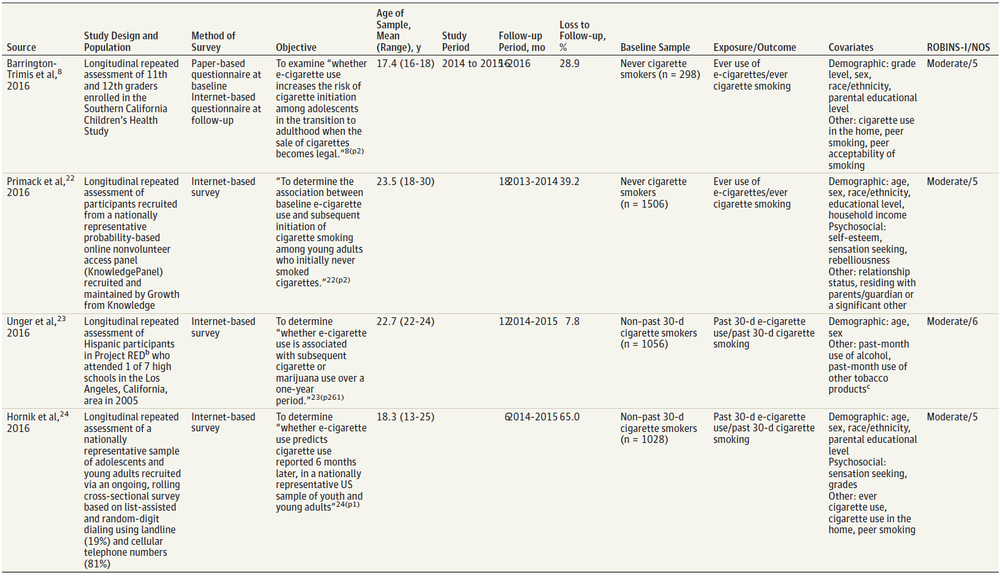 Source
Study Design and
Population
Method of
Survey
Objective
Age of
Sample,
Mean
(Range), y
Study
Period
Follow-up
Period, mo
Loss to
Follow-up,
%
Baseline Sample
Exposure/Outcome
Covariates
ROBINS-I/NOS
Barrington-
Trimis et al,8
2016
Longitudinal repeated
assessment of 11th
and 12th graders
enrolled in the
Southern California
Children’s Health
Study
Paper-based
questionnaire at
baseline
Internet-based
questionnaire at
follow-up
To examine “whether
e-cigarette use
increases the risk of
cigarette initiation
among adolescents
in the transition to
adulthood when the
sale of cigarettes
becomes legal.”8(p2)
17.4 (16-18)
2014 to 2015-2016
16
28.9
Never cigarette
smokers (n = 298)
Ever use of
e-cigarettes/ever
cigarette smoking
Demographic: grade
level, sex,
race/ethnicity,
parental educational
level
Other: cigarette use
in the home, peer
smoking, peer
acceptability of
smoking
Moderate/5
Primack et al,22
2016
Longitudinal repeated
assessment of
participants recruited
from a nationally
representative
probability-based
online nonvolunteer
access panel
(KnowledgePanel)
recruited and
maintained by Growth
from Knowledge
Internet-based
survey
“To determine the
association between
baseline e-cigarette
use and subsequent
initiation of
cigarette smoking
among young adults
who initially never
smoked
cigarettes.”22(p2)
23.5 (18-30)
2013-2014
18
39.2
Never cigarette
smokers
(n = 1506)
Ever use of
e-cigarettes/ever
cigarette smoking
Demographic: age,
sex, race/ethnicity,
educational level,
household income
Psychosocial:
self-esteem,
sensation seeking,
rebelliousness
Other: relationship
status, residing with
parents/guardian or
a significant other
Moderate/5
Unger et al,23
2016
Longitudinal repeated
assessment of
Hispanic participants
in Project REDb who
attended 1 of 7 high
schools in the Los
Angeles, California,
area in 2005
Internet-based
survey
To determine
“whether e-cigarette
use is associated
with subsequent
cigarette or
marijuana use over a
one-year
period.”23(p261)
22.7 (22-24)
2014-2015
12
7.8
Non–past 30-d
cigarette smokers
(n = 1056)
Past 30-d e-cigarette
use/past 30-d cigarette
smoking
Demographic: age,
sex
Other: past-month
use of alcohol,
past-month use of
other tobacco
productsc
Moderate/6
Hornik et al,24
2016
Longitudinal repeated
assessment of a
nationally
representative sample
of adolescents and
young adults recruited
via an ongoing, rolling
cross-sectional survey
based on list-assisted
and random-digit
dialing using landline
(19%) and cellular
telephone numbers
(81%)
Internet-based
survey
To determine
“whether e-cigarette
use predicts
cigarette use
reported 6 months
later, in a nationally
representative US
sample of youth and
young adults”24(p1)
18.3 (13-25)
2014-2015
6
65.0
Non–past 30-d
cigarette smokers
(n = 1028)
Past 30-d e-cigarette
use/past 30-d cigarette
smoking
Demographic: age,
sex, race/ethnicity,
parental educational
level
Psychosocial:
sensation seeking,
grades
Other: ever
cigarette use,
cigarette use in the
home, peer smoking
Moderate/5